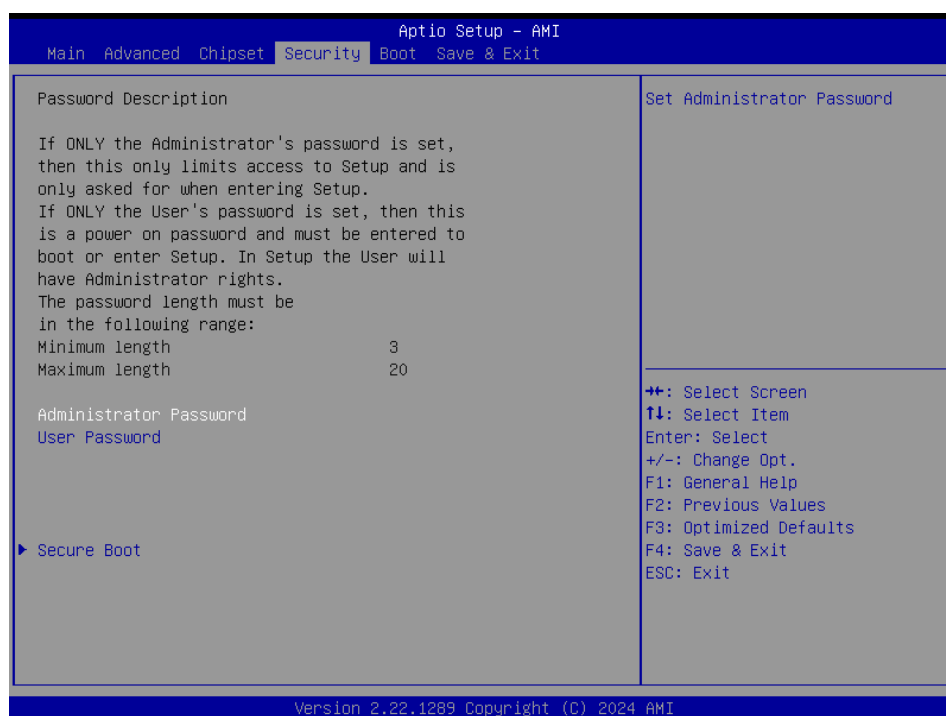 Aptio Setup – AMI
Main Advanced Chipset Security Boot Save & Exit
Password Description
If ONLY the Administrator's password is set,
then this only limits access to Setup and is
only asked for when entering Setup.
If ONLY the User's password is set, then this
is a power on password and must be entered to
boot or enter Setup. In Setup the User will
have Administrator rights.
The password length must be
in the following range:
Minimum length 3
Maximum length 20
Administrator Password
User Password
Secure Boot
Set Administrator Password
→←: Select Screen
↑↓: Select Item
Enter: Select
+/-: Change Opt.
F1: General Help
F2: Previous Values
F3: Optimized Defaults
F4: Save & Exit
ESC: Exit
Version 2.22.1289 Copyright (C) 2024 AMI